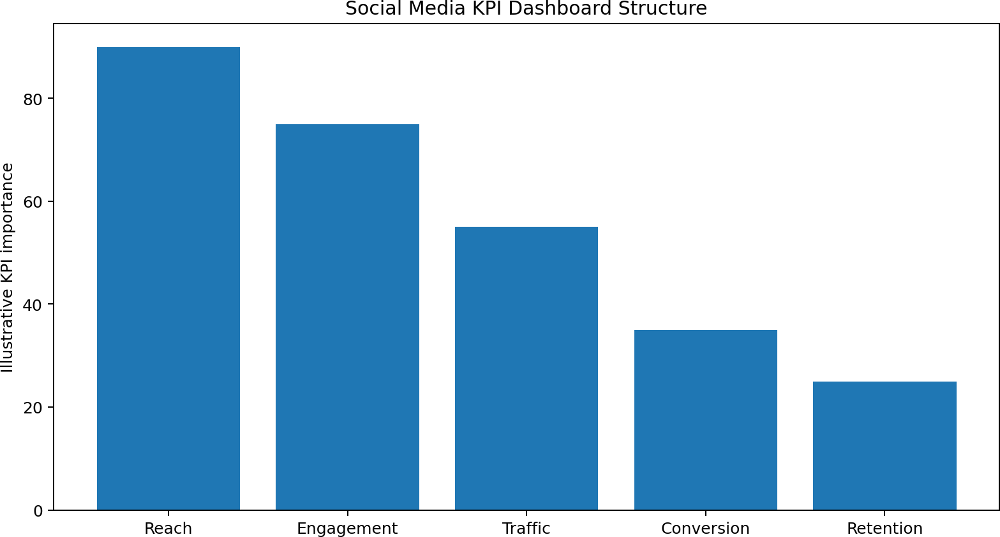 Social Media KPI Dashboard Structure
Illustrative KPI importance
80
60
40
20
0
Reach
Engagement
Traffic
Conversion
Retention